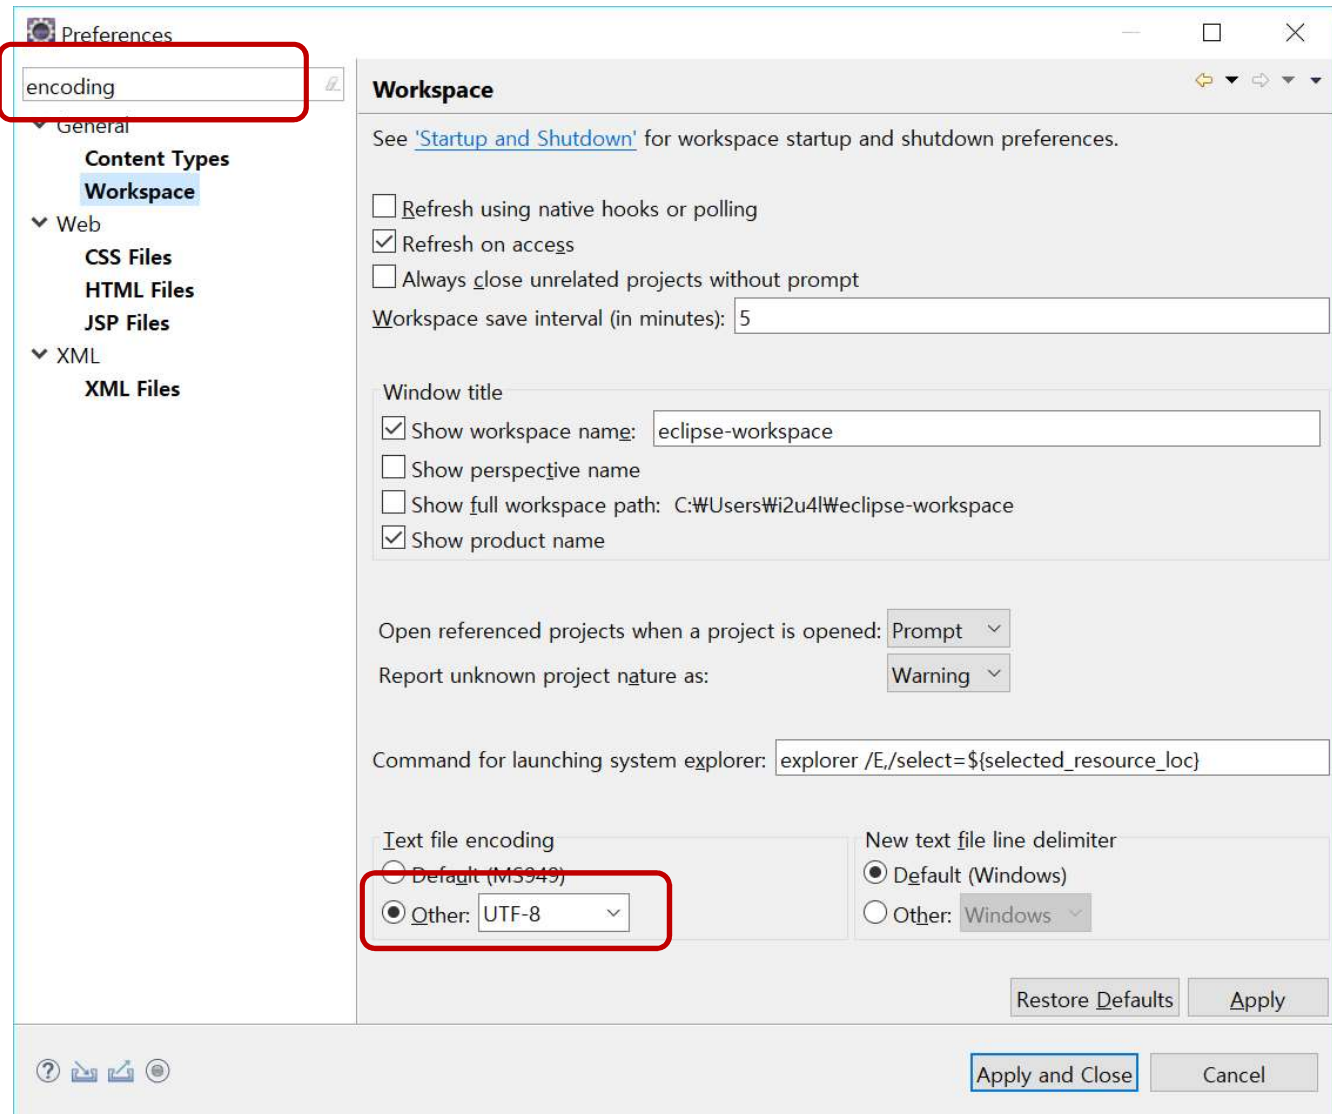 Preferences
encoding
General
Content Types
Workspace
Web
CSS Files
HTML Files
JSP Files
XML
XML Files
Workspace
See 'Startup and Shutdown' for workspace startup and shutdown preferences.
Refresh using native hooks or polling
Refresh on access
Always close unrelated projects without prompt
Workspace save interval (in minutes): 5
Window title
Show workspace name: eclipse-workspace
Show perspective name
Show full workspace path: C:₩Users₩i2u4l₩eclipse-workspace
Show product name
Open referenced projects when a project is opened: Prompt
Report unknown project nature as: Warning
Command for launching system explorer: explorer /E,/select=${selected_resource_loc}
Text file encoding
Default (MS949)
Other: UTF-8
New text file line delimiter
Default (Windows)
Other: Windows
Restore Defaults Apply
Apply and Close Cancel